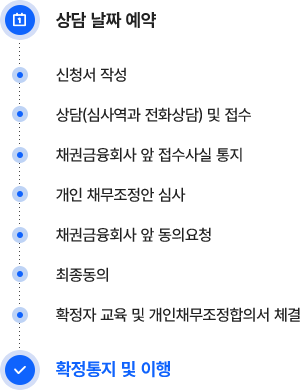 상담 날짜 예약
신청서 작성
상담(심사역과 전화상담) 및 접수
채권금융회사 앞 접수사실 통지
개인 채무조정안 심사
채권금융회사 앞 동의요청
최종동의
확정자 교육 및 개인채무조정합의서 체결
확정통지 및 이행